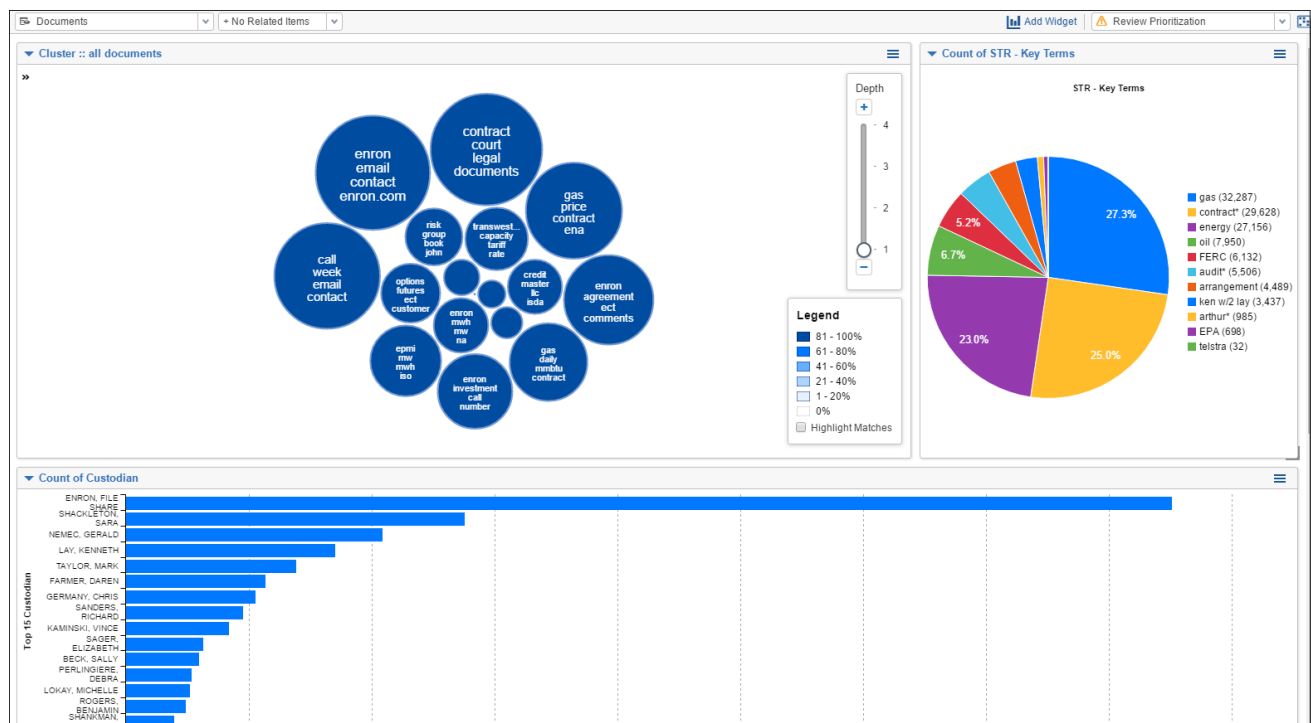 Documents
+ No Related Items
Add Widget
Review Prioritization
Cluster :: all documents
»
enron
email
contact
enron.com
contract
court
legal
documents
gas
price
contract
ena
risk
group
book
john
transwest...
capacity
tariff
rate
call
week
email
contact
options
futures
ect
customer
credit
master
llc
isda
enron
agreement
ect
comments
enron
mwh
mw
na
epmi
mw
mwh
iso
gas
daily
mmbtu
contract
enron
investment
call
number
Depth
+
4
3
2
1
−
Legend
81 - 100%
61 - 80%
41 - 60%
21 - 40%
1 - 20%
0%
Highlight Matches
Count of STR - Key Terms
STR - Key Terms
27.3%
25.0%
23.0%
6.7%
5.2%
gas (32,287)
contract* (29,628)
energy (27,156)
oil (7,950)
FERC (6,132)
audit* (5,506)
arrangement (4,489)
ken w/2 lay (3,437)
arthur* (985)
EPA (698)
telstra (32)
Count of Custodian
Top 15 Custodian
ENRON, FILE
SHARE
SHACKLETON,
SARA
NEMEC, GERALD
LAY, KENNETH
TAYLOR, MARK
FARMER, DAREN
GERMANY, CHRIS
SANDERS,
RICHARD
KAMINSKI, VINCE
SAGER,
ELIZABETH
BECK, SALLY
PERLINGIERE,
DEBRA
LOKAY, MICHELLE
ROGERS,
BENJAMIN
SHANKMAN,